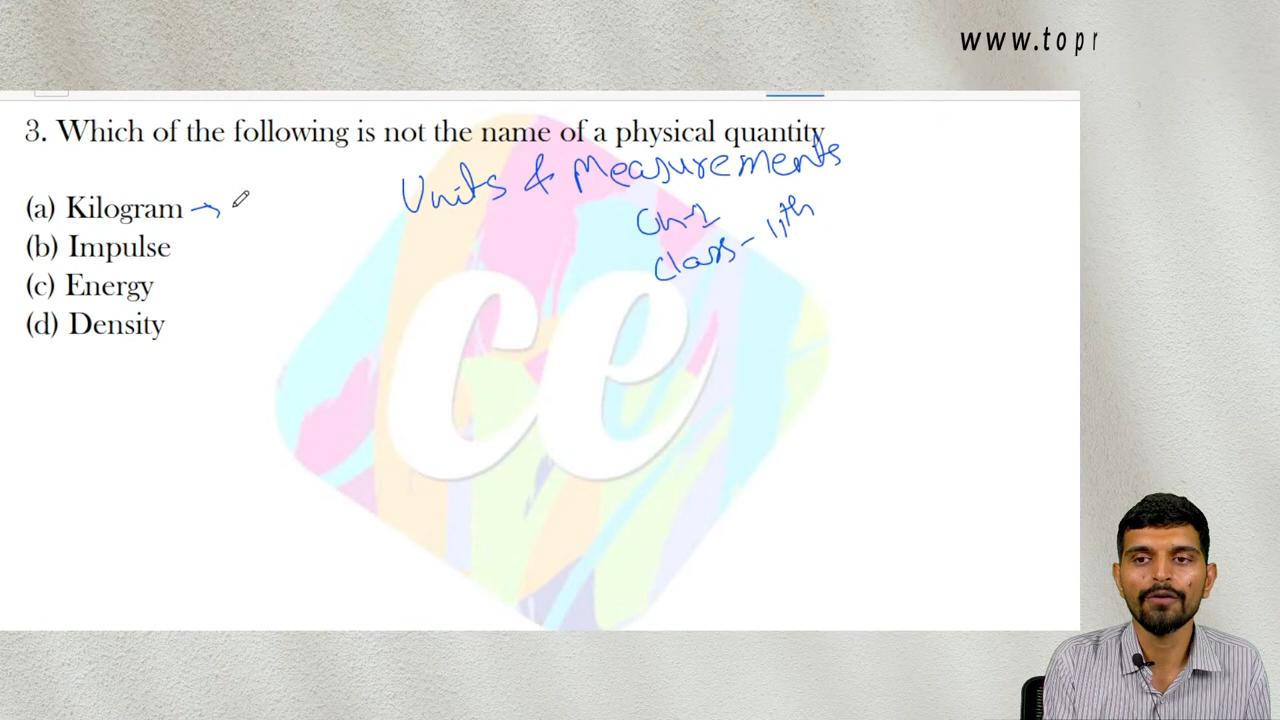 www.topr
3. Which of the following is not the name of a physical quantity
Units & Measurements
(a) Kilogram →
Ch-1
class - 11th
(b) Impulse
(c) Energy
(d) Density
ce